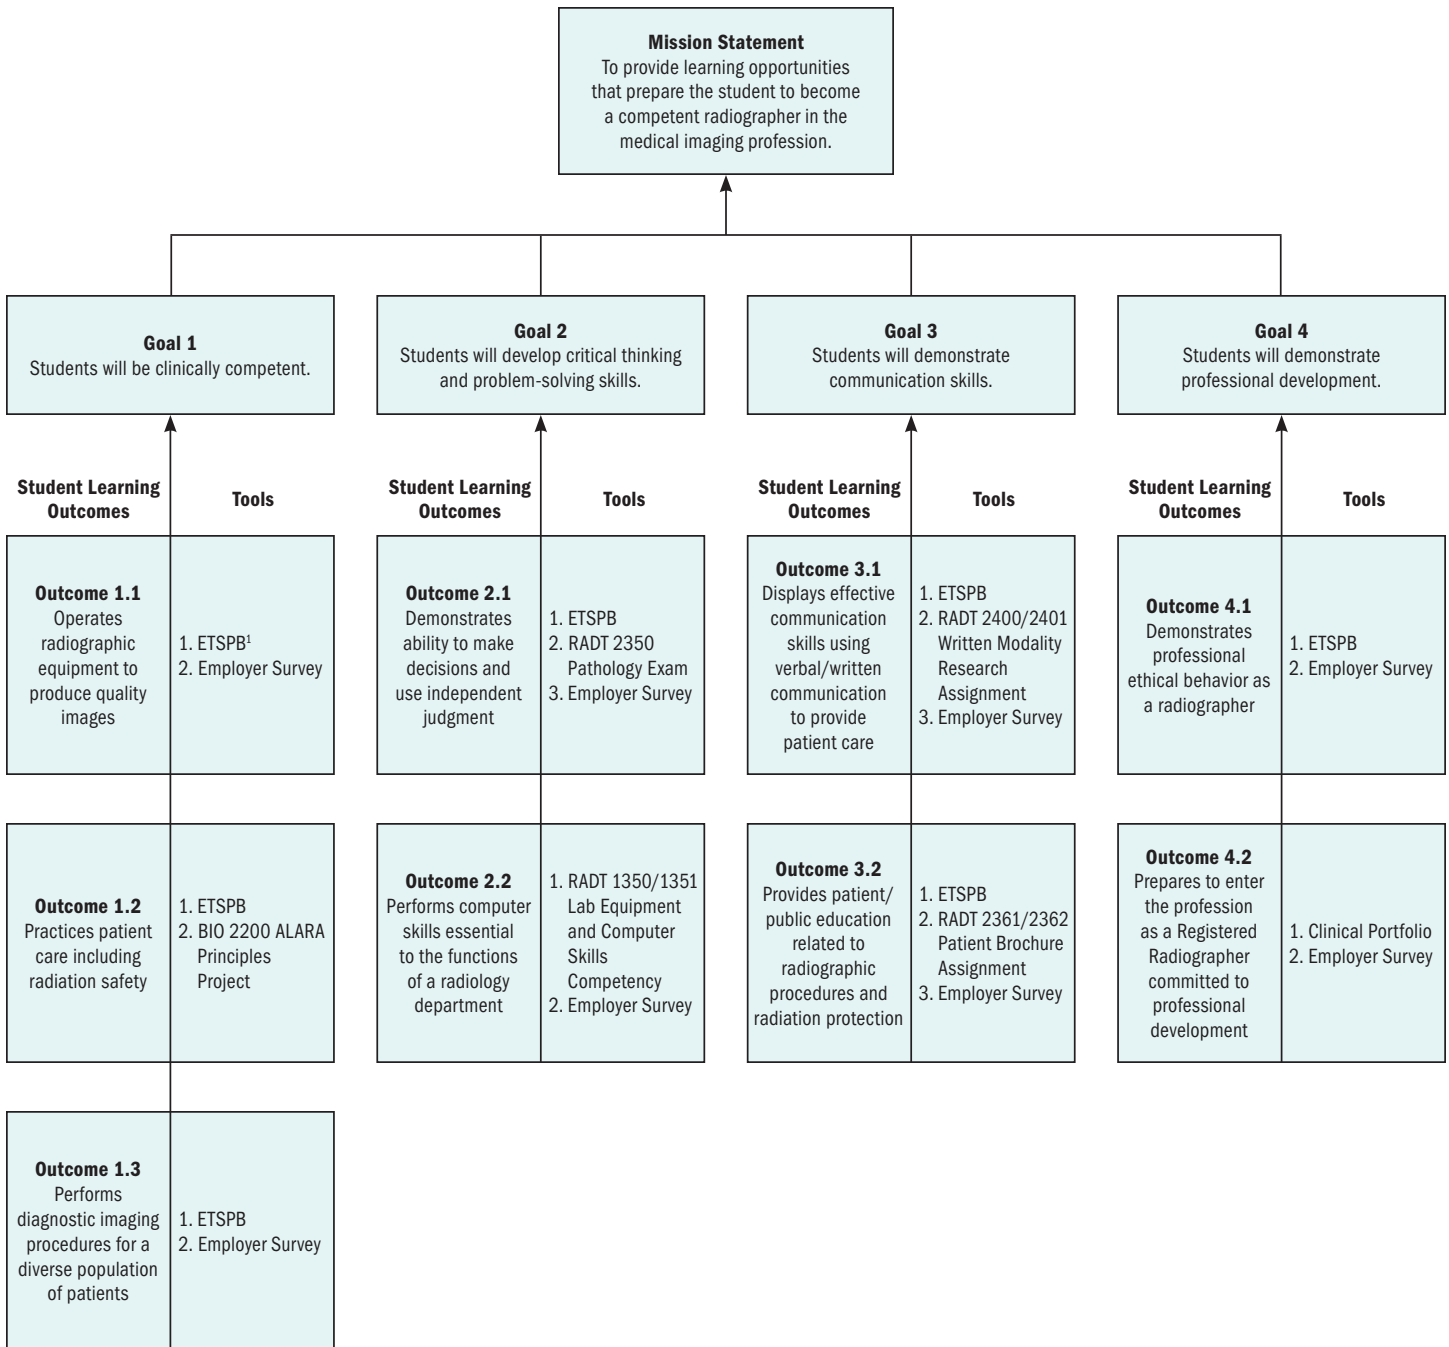 Mission Statement
To provide learning opportunities
that prepare the student to become
a competent radiographer in the
medical imaging profession.
Goal 1
Students will be clinically competent.
Goal 2
Students will develop critical thinking
and problem-solving skills.
Goal 3
Students will demonstrate
communication skills.
Goal 4
Students will demonstrate
professional development.
Student Learning
Outcomes
Tools
Student Learning
Outcomes
Tools
Student Learning
Outcomes
Tools
Student Learning
Outcomes
Tools
Outcome 1.1
Operates
radiographic
equipment to
produce quality
images
1. ETSPB¹
2. Employer Survey
Outcome 2.1
Demonstrates
ability to make
decisions and
use independent
judgment
1. ETSPB
2. RADT 2350
Pathology Exam
3. Employer Survey
Outcome 3.1
Displays effective
communication
skills using
verbal/written
communication
to provide
patient care
1. ETSPB
2. RADT 2400/2401
Written Modality
Research
Assignment
3. Employer Survey
Outcome 4.1
Demonstrates
professional
ethical behavior as
a radiographer
1. ETSPB
2. Employer Survey
Outcome 1.2
Practices patient
care including
radiation safety
1. ETSPB
2. BIO 2200 ALARA
Principles
Project
Outcome 2.2
Performs computer
skills essential
to the functions
of a radiology
department
1. RADT 1350/1351
Lab Equipment
and Computer
Skills
Competency
2. Employer Survey
Outcome 3.2
Provides patient/
public education
related to
radiographic
procedures and
radiation protection
1. ETSPB
2. RADT 2361/2362
Patient Brochure
Assignment
3. Employer Survey
Outcome 4.2
Prepares to enter
the profession
as a Registered
Radiographer
committed to
professional
development
1. Clinical Portfolio
2. Employer Survey
Outcome 1.3
Performs
diagnostic imaging
procedures for a
diverse population
of patients
1. ETSPB
2. Employer Survey